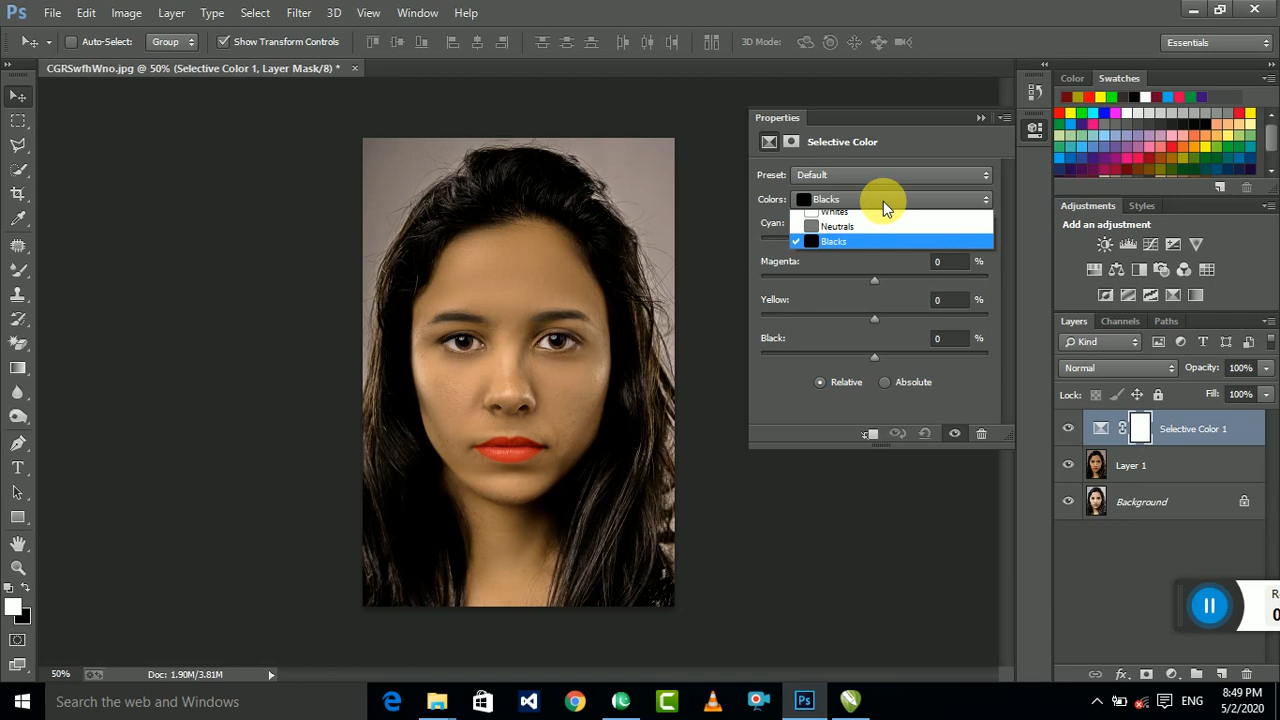 Ps File Edit Image Layer Type Select Filter 3D View Window Help
Auto-Select: Group Show Transform Controls 3D Mode: Essentials
CGRSwfhWno.jpg @ 50% (Selective Color 1, Layer Mask/8) * ×
Color Swatches
Properties
Selective Color
Preset: Default
Colors: Blacks
Whites
Neutrals
Blacks
Cyan:
Magenta: 0 %
Yellow: 0 %
Black: 0 %
Relative Absolute
Adjustments Styles
Add an adjustment
Layers Channels Paths
Kind
Normal Opacity: 100%
Lock: Fill: 100%
Selective Color 1
Layer 1
Background
50% Doc: 1.90M/3.81M
Search the web and Windows
Ps
ENG
8:49 PM
5/2/2020